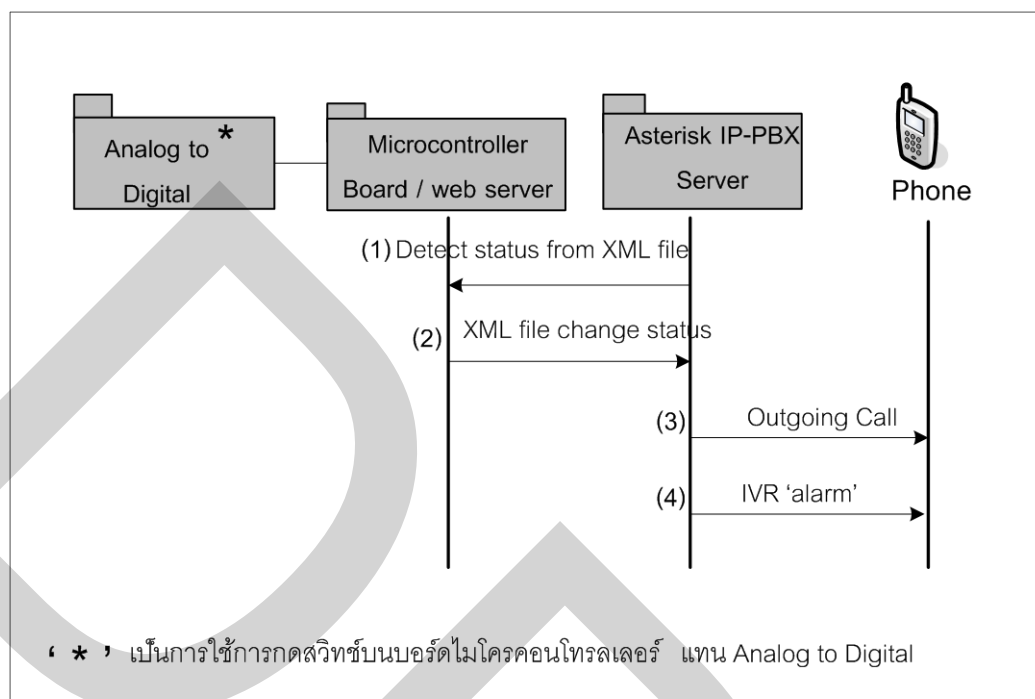 Analog to *
Digital
Microcontroller
Board / web server
Asterisk IP-PBX
Server
Phone
(1) Detect status from XML file
(2) XML file change status
(3) Outgoing Call
(4) IVR ‘alarm’
‘ * ’ เป็นการใช้การกดสวิทช์บนบอร์ดไมโครคอนโทรลเลอร์ แทน Analog to Digital